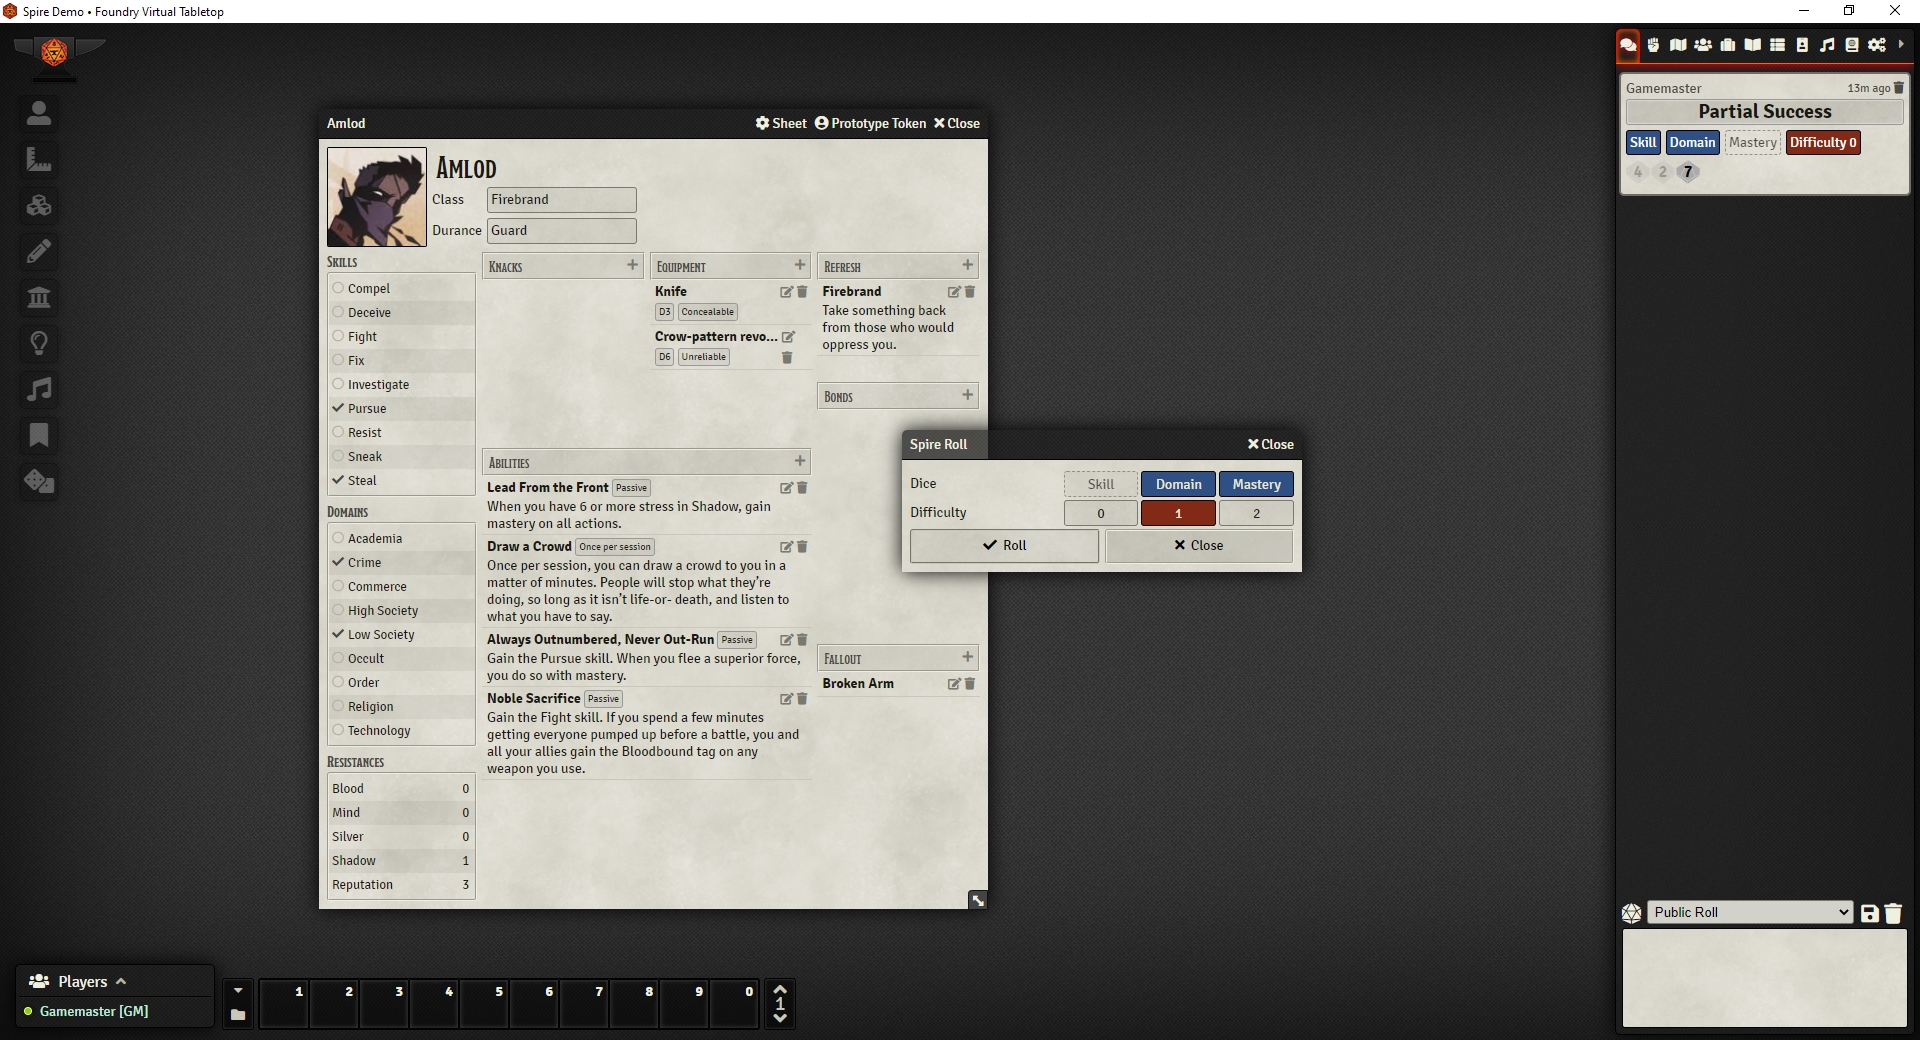 Spire Demo • Foundry Virtual Tabletop
Amlod
Sheet Prototype Token Close
Amlod
Class Firebrand
Durance Guard
Skills
Compel
Deceive
Fight
Fix
Investigate
Pursue
Resist
Sneak
Steal
Domains
Academia
Crime
Commerce
High Society
Low Society
Occult
Order
Religion
Technology
Resistances
Blood 0
Mind 0
Silver 0
Shadow 1
Reputation 3
Knacks
Equipment
Knife
D3 Concealable
Crow-pattern revo...
D6 Unreliable
Refresh
Firebrand
Take something back
from those who would
oppress you.
Bonds
Abilities
Lead From the Front Passive
When you have 6 or more stress in Shadow, gain
mastery on all actions.
Draw a Crowd Once per session
Once per session, you can draw a crowd to you in a
matter of minutes. People will stop what they're
doing, so long as it isn't life-or- death, and listen to
what you have to say.
Always Outnumbered, Never Out-Run Passive
Gain the Pursue skill. When you flee a superior force,
you do so with mastery.
Noble Sacrifice Passive
Gain the Fight skill. If you spend a few minutes
getting everyone pumped up before a battle, you and
all your allies gain the Bloodbound tag on any
weapon you use.
Fallout
Broken Arm
Spire Roll Close
Dice Skill Domain Mastery
Difficulty 0 1 2
Roll Close
Gamemaster 13m ago
Partial Success
Skill Domain Mastery Difficulty 0
4 2 7
Public Roll
Players
Gamemaster [GM]
1 2 3 4 5 6 7 8 9 0
1